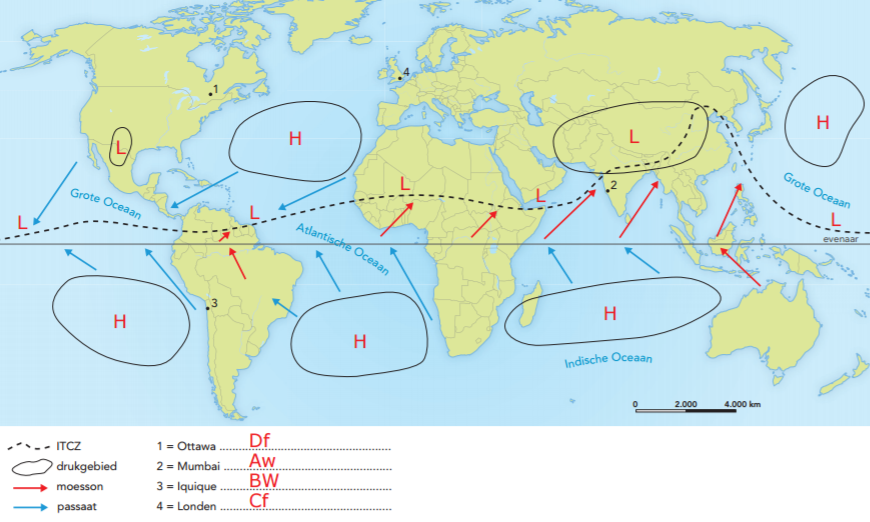 4
1
H
L
H
L
L
2
L
Grote Oceaan
Grote Oceaan
L
L
L
Atlantische Oceaan
evenaar
3
H
H
H
Indische Oceaan
0 2.000 4.000 km
ITCZ
drukgebied
moesson
passaat
1 = Ottawa Df
2 = Mumbai Aw
3 = Iquique BW
4 = Londen Cf